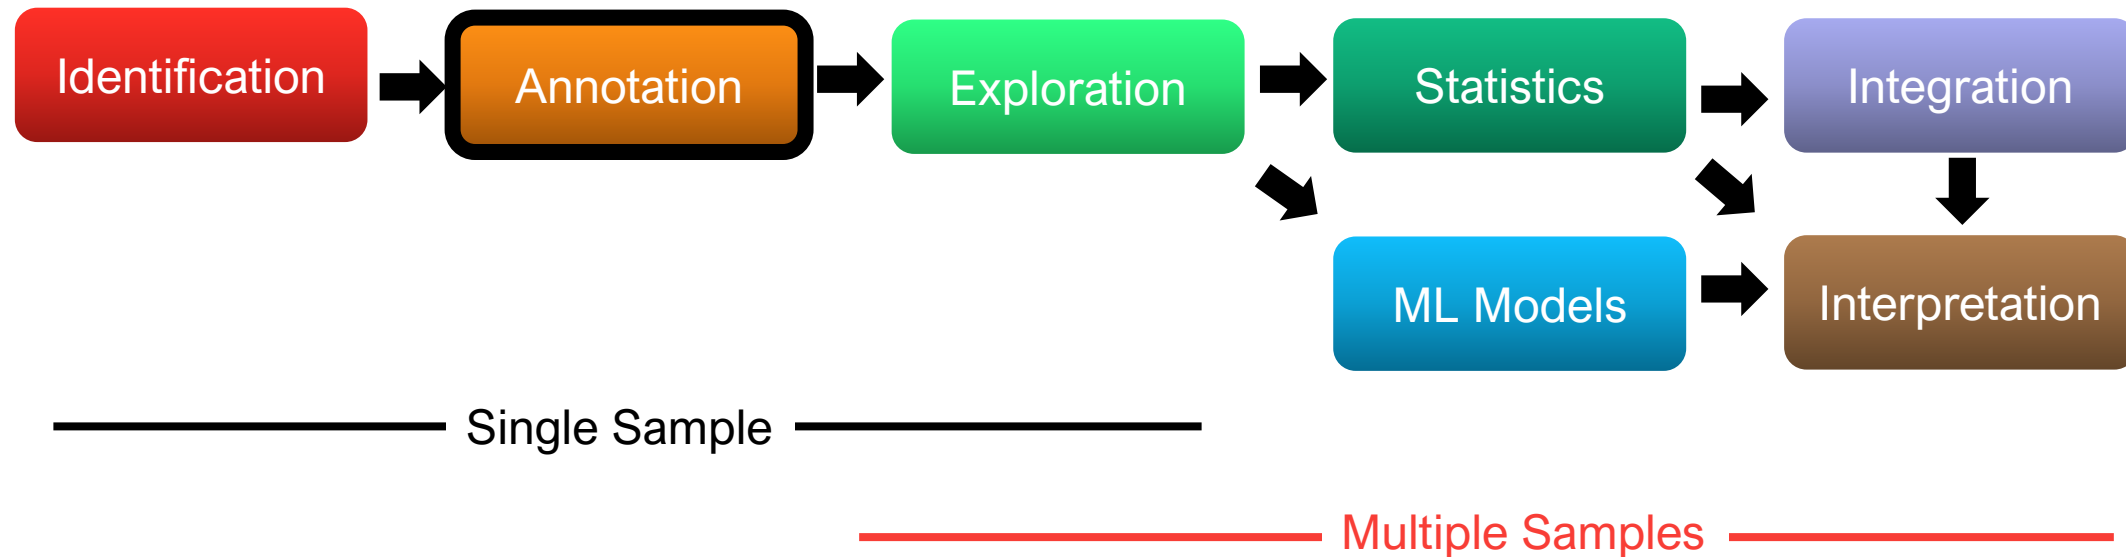 Identification
Annotation
Exploration
Statistics
Integration
ML Models
Interpretation
Single Sample
Multiple Samples